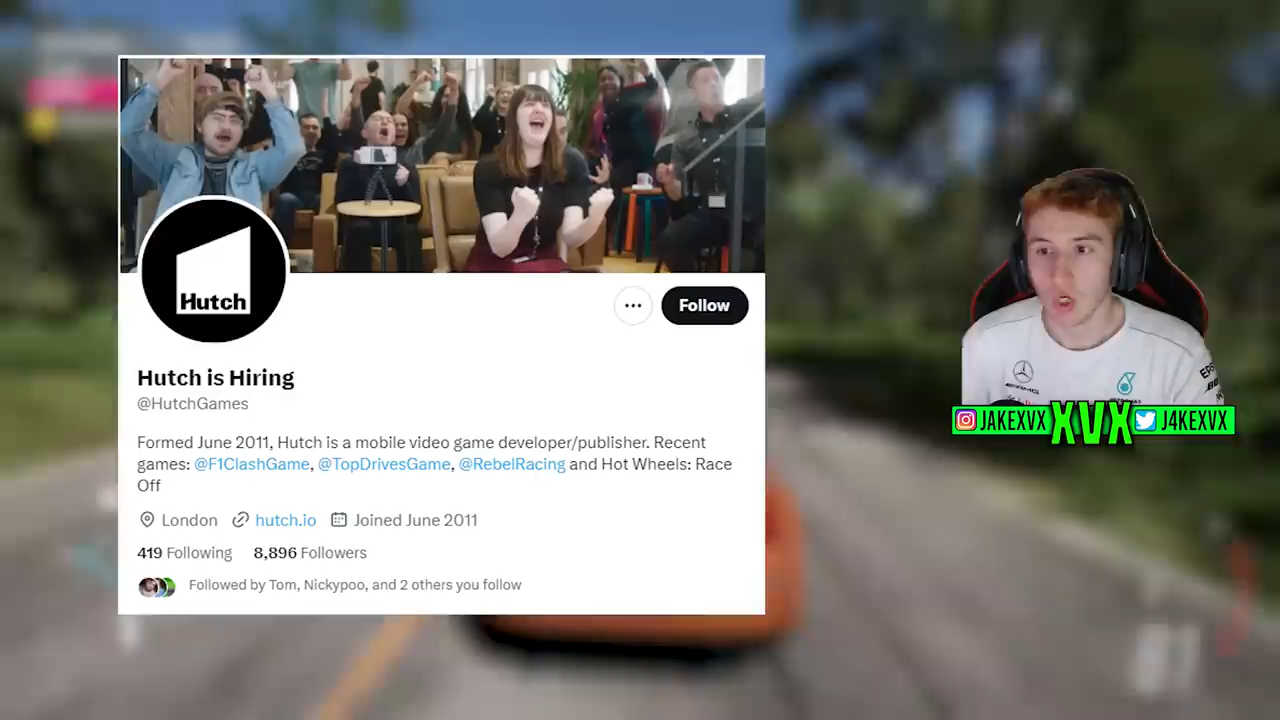 Hutch
Follow
Hutch is Hiring
@HutchGames
Formed June 2011, Hutch is a mobile video game developer/publisher. Recent
games: @F1ClashGame, @TopDrivesGame, @RebelRacing and Hot Wheels: Race
Off
London hutch.io Joined June 2011
419 Following 8,896 Followers
Followed by Tom, Nickypoo, and 2 others you follow
JAKEXVX XVX J4KEXVX